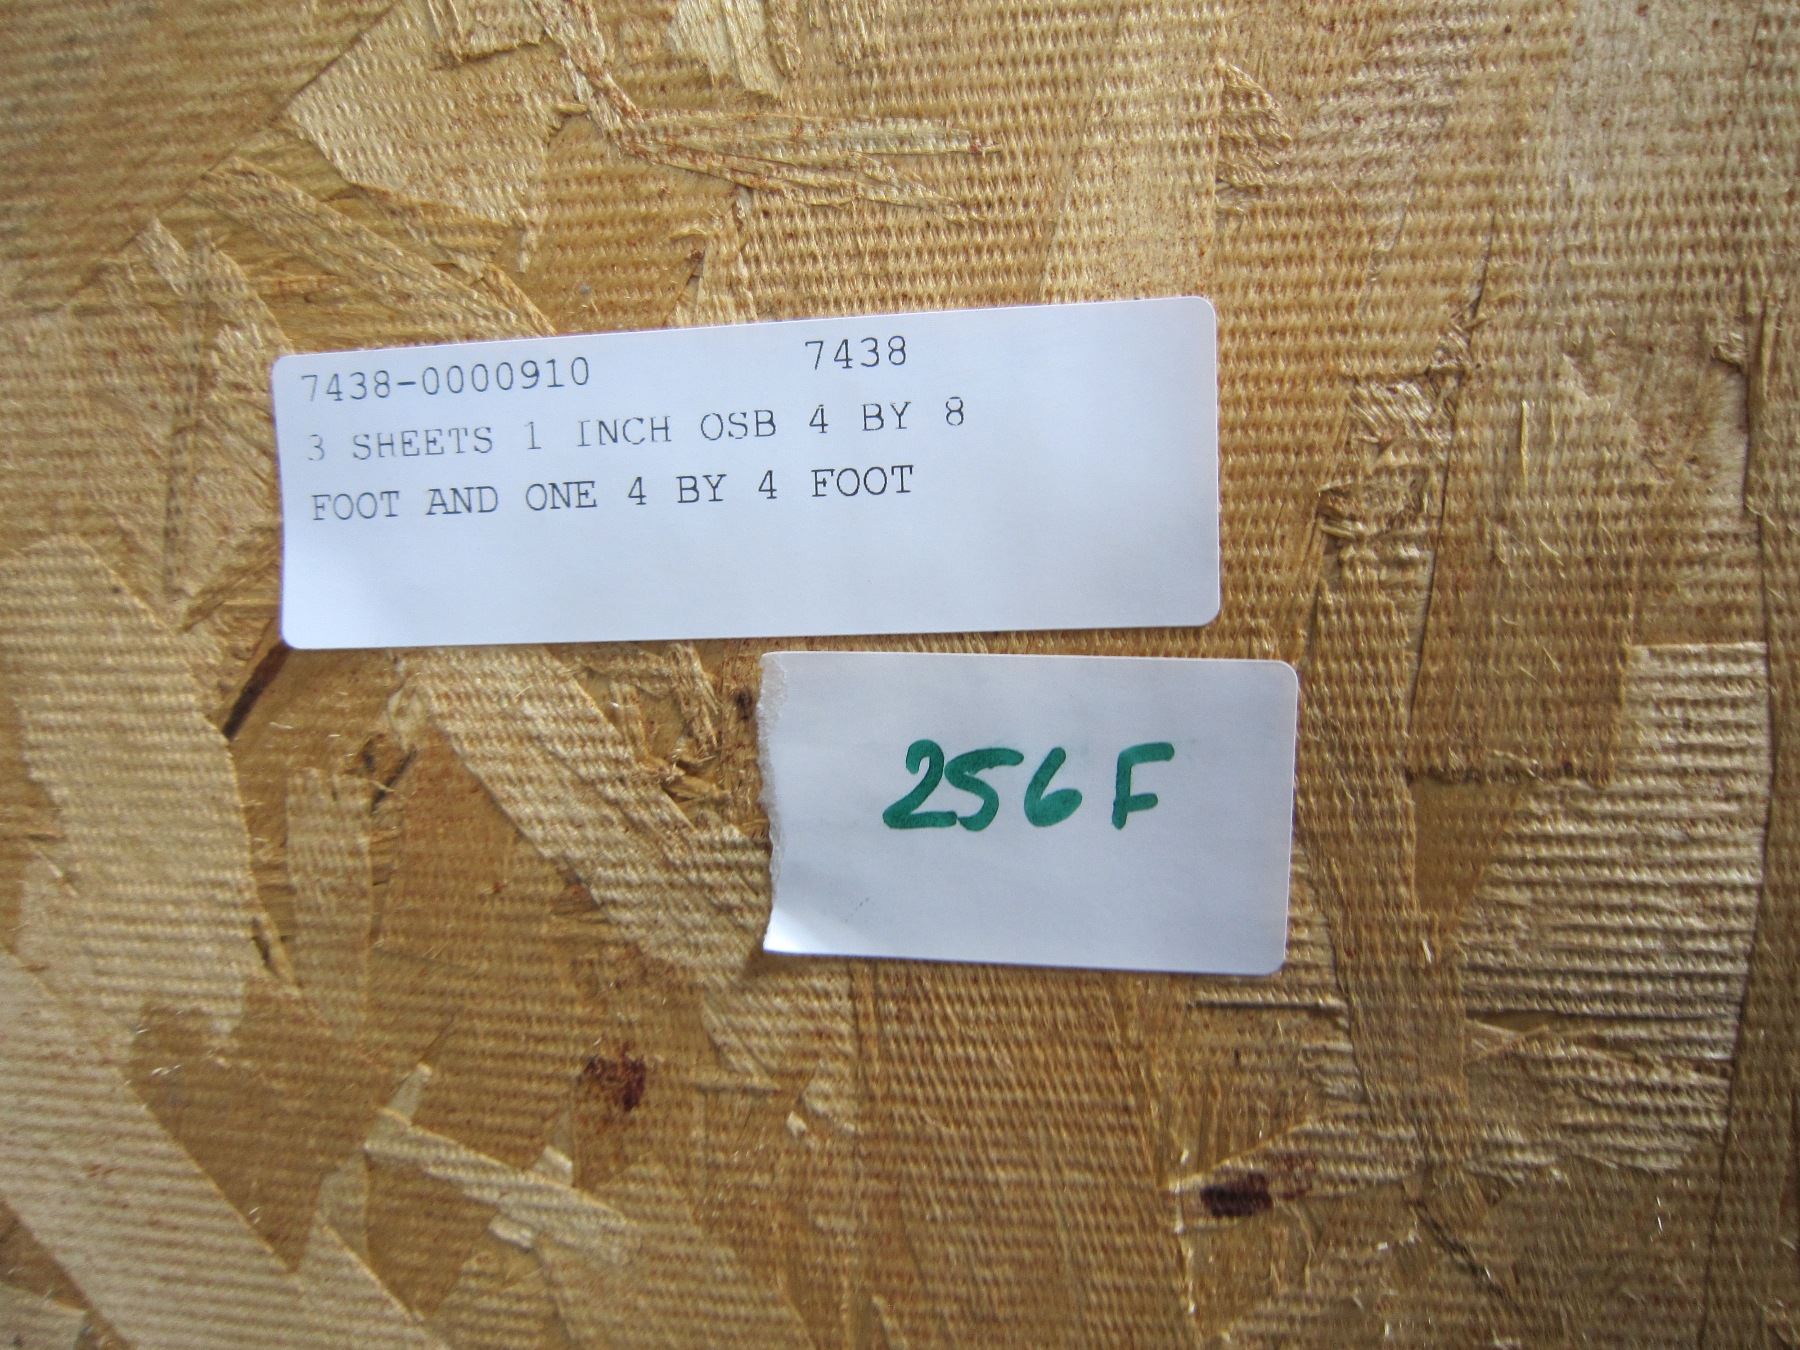 7438-0000910 7438
3 SHEETS 1 INCH OSB 4 BY 8
FOOT AND ONE 4 BY 4 FOOT
256F